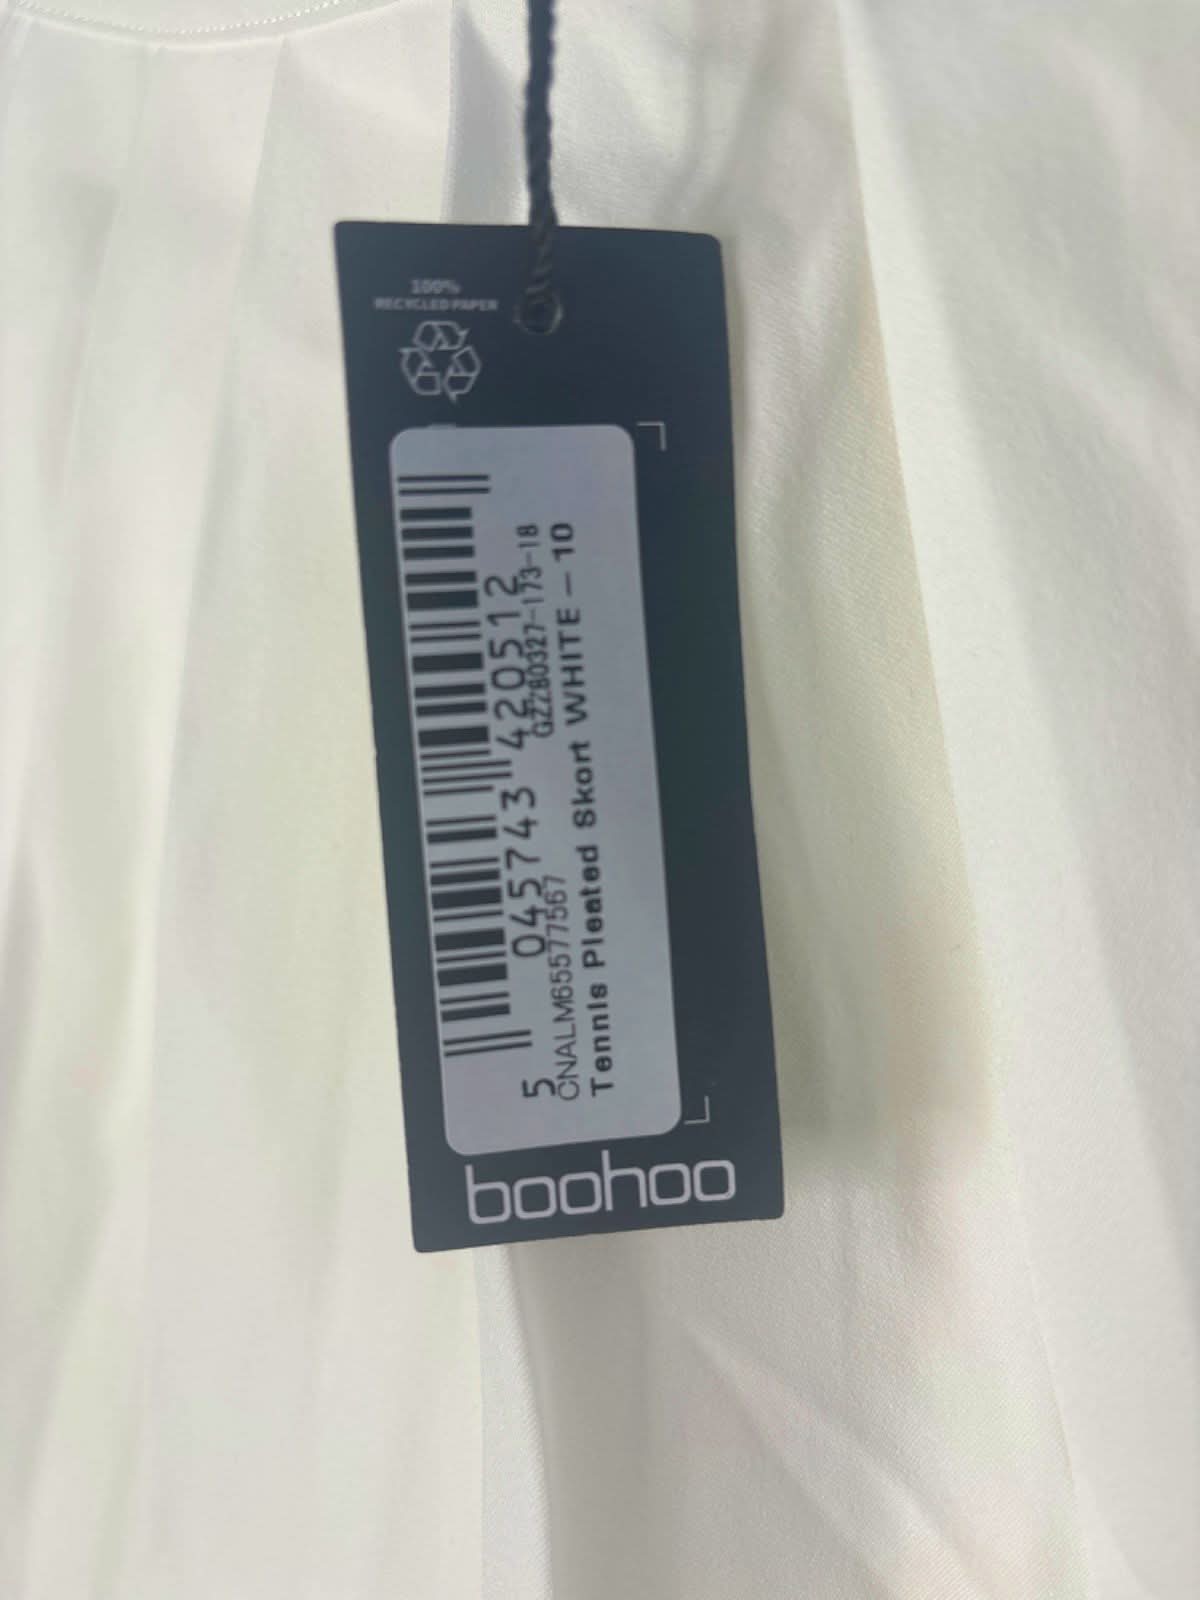 100%
RECYCLED PAPER
5 045743 420512
GZZ80327-173-18
CNALM65577567
Tennis Pleated Skort WHITE – 10
boohoo